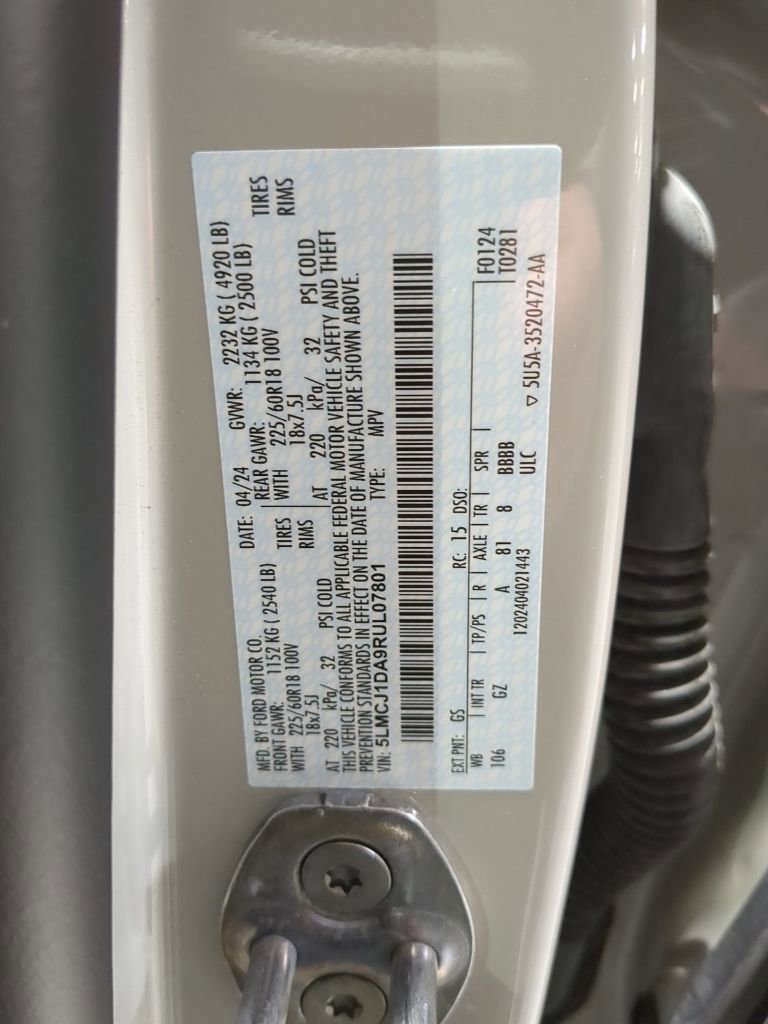 MFD. BY FORD MOTOR CO.
DATE: 04/24 GVWR: 2232 KG ( 4920 LB)
FRONT GAWR: 1152 KG ( 2540 LB) REAR GAWR: 1134 KG ( 2500 LB)
WITH 225/60R18 100V TIRES WITH 225/60R18 100V TIRES
18x7.5J RIMS 18x7.5J RIMS
AT 220 kPa/ 32 PSI COLD AT 220 kPa/ 32 PSI COLD
THIS VEHICLE CONFORMS TO ALL APPLICABLE FEDERAL MOTOR VEHICLE SAFETY AND THEFT
PREVENTION STANDARDS IN EFFECT ON THE DATE OF MANUFACTURE SHOWN ABOVE.
VIN: 5LMCJ1DA9RUL07801 TYPE: MPV
EXT PNT: GS RC: 15 DSO: F0124
WB INT TR TP/PS R AXLE TR SPR T0281
106 GZ A 81 8 BBBB
ULC
1202404021443 ▽ 5U5A-3520472-AA